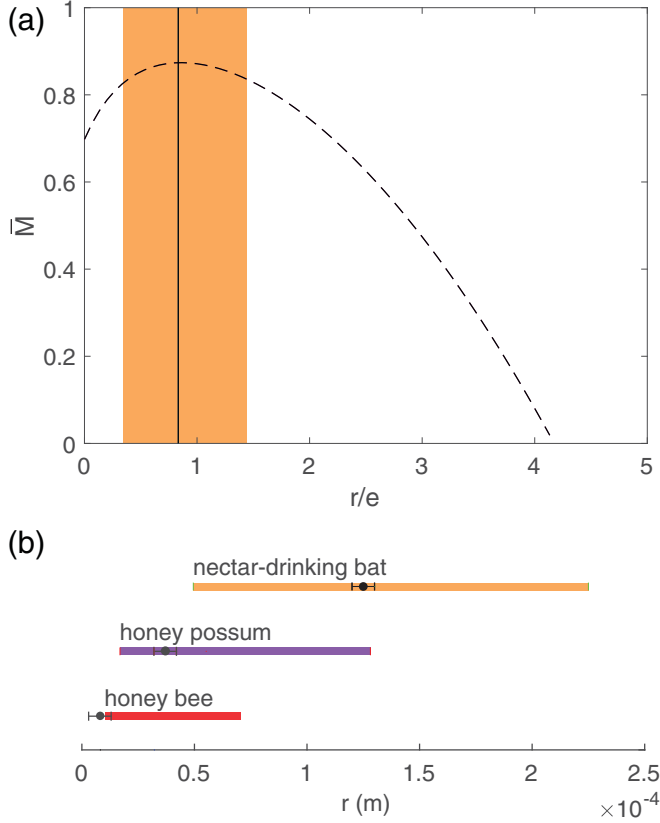 (a)
1
0.8
0.6
0.4
0.2
0
M̅
0 1 2 3 4 5
r/e
(b)
nectar-drinking bat
honey possum
honey bee
0 0.5 1 1.5 2 2.5
r (m)
×10⁻⁴